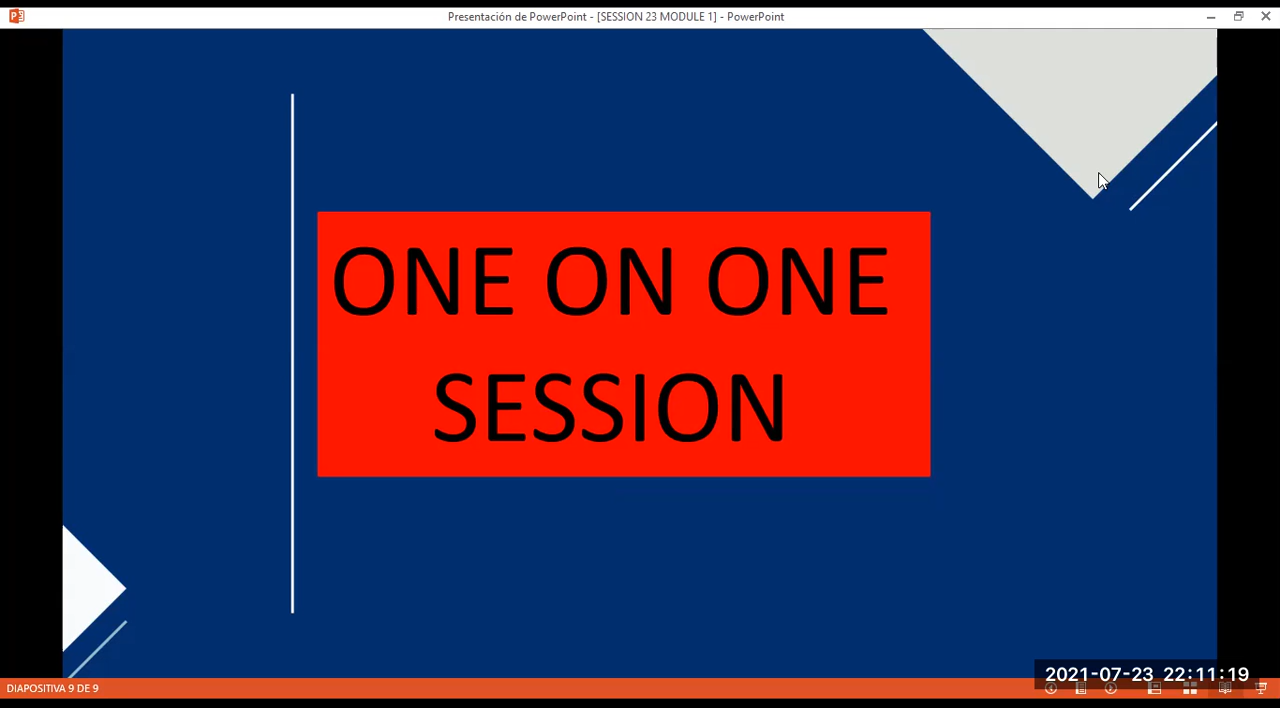 Presentación de PowerPoint - [SESSION 23 MODULE 1] - PowerPoint
ONE ON ONE
SESSION
2021-07-23 22:11:19
DIAPOSITIVA 9 DE 9